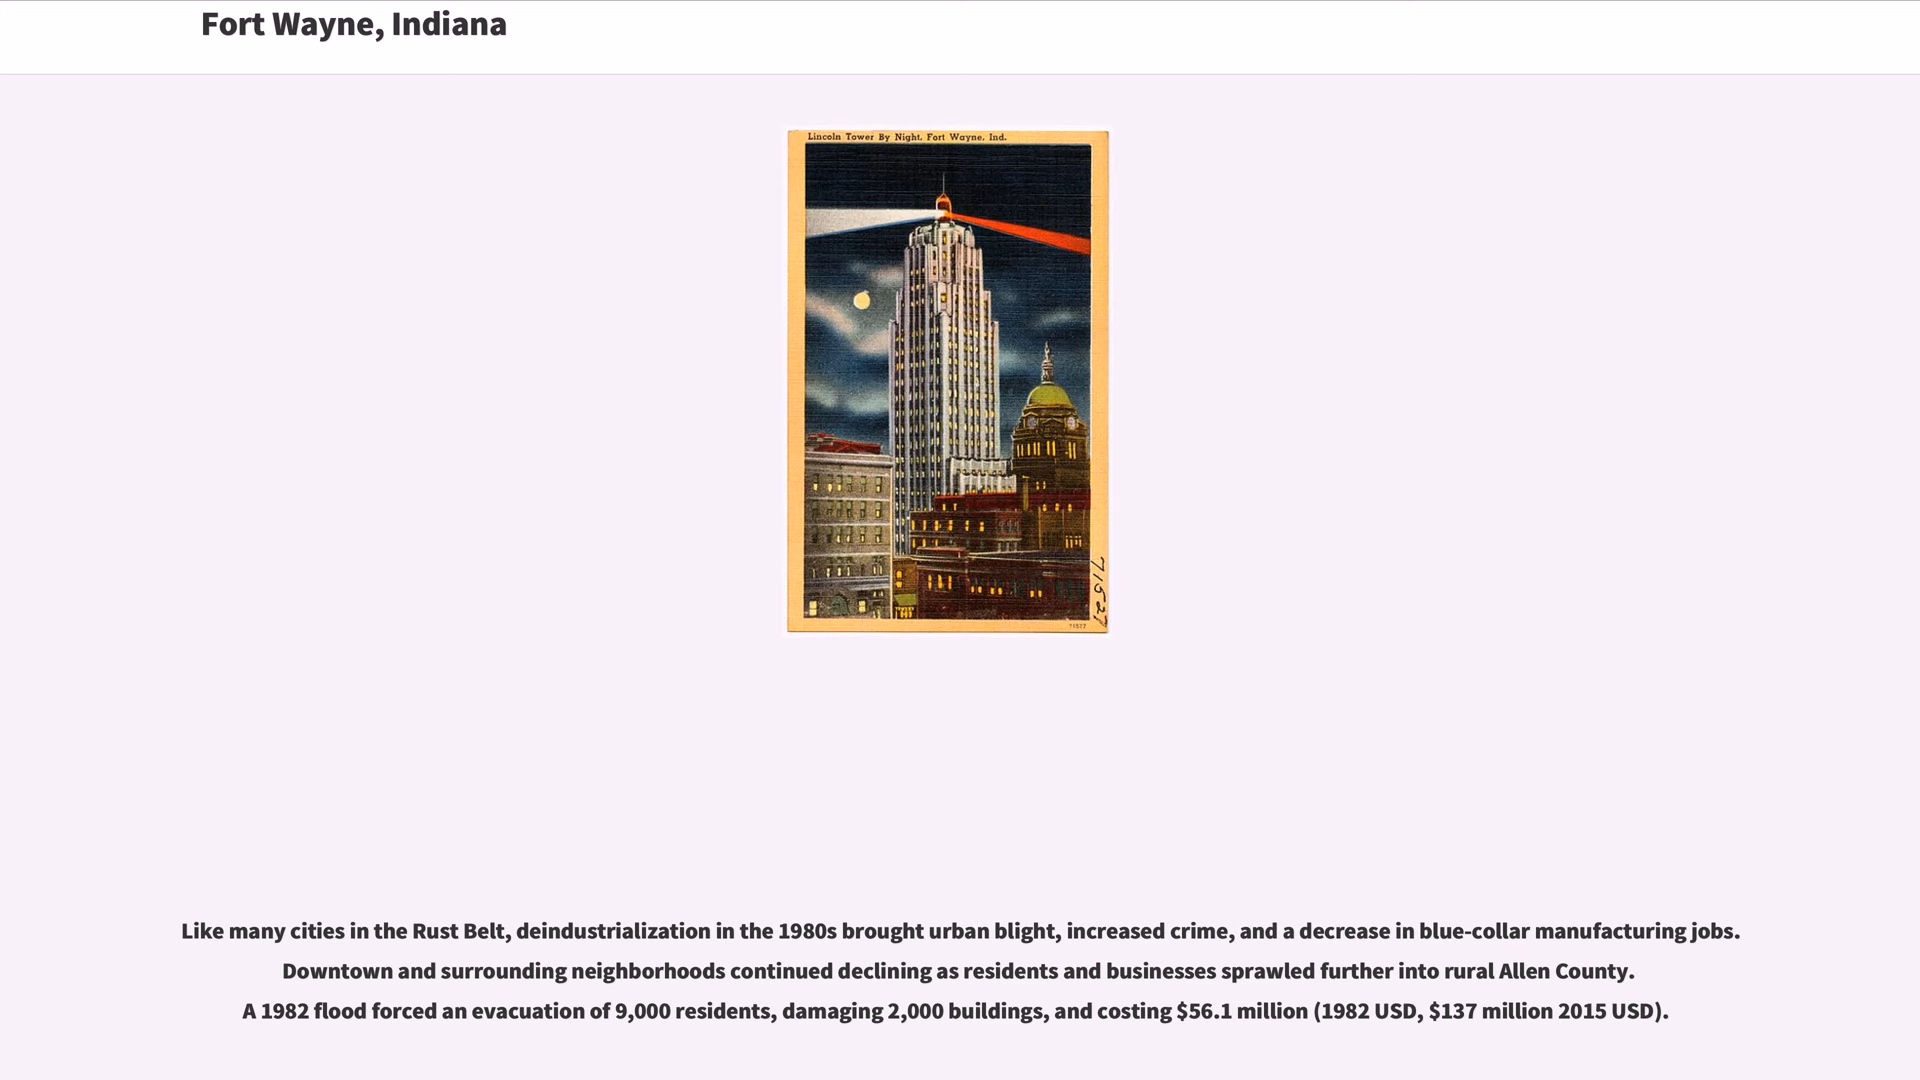 Fort Wayne, Indiana
Lincoln Tower By Night, Fort Wayne, Ind.
71527
71527
Like many cities in the Rust Belt, deindustrialization in the 1980s brought urban blight, increased crime, and a decrease in blue-collar manufacturing jobs.
Downtown and surrounding neighborhoods continued declining as residents and businesses sprawled further into rural Allen County.
A 1982 flood forced an evacuation of 9,000 residents, damaging 2,000 buildings, and costing $56.1 million (1982 USD, $137 million 2015 USD).